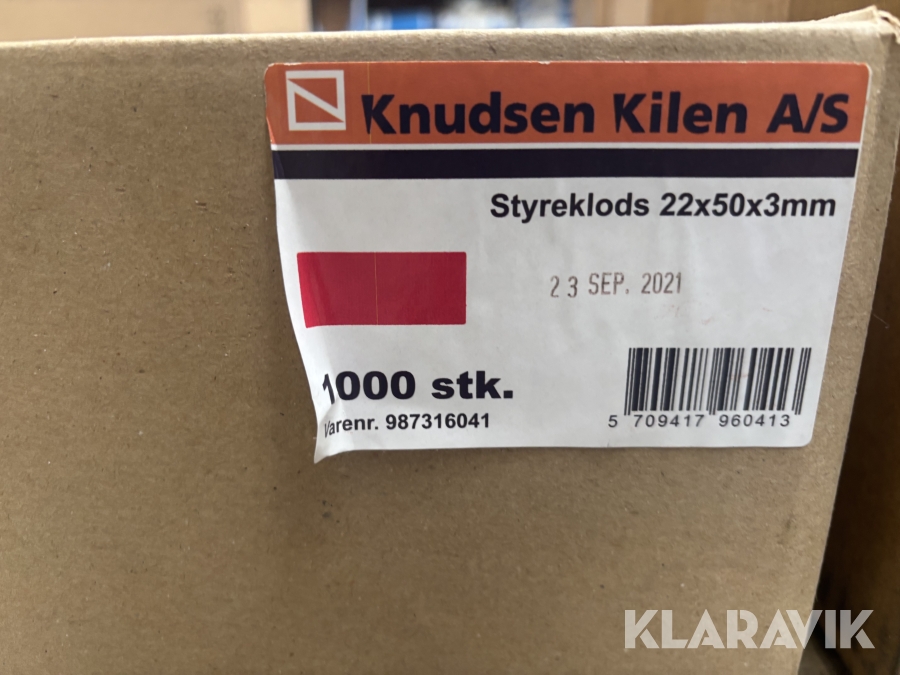 Knudsen Kilen A/S
Styreklods 22x50x3mm
23 SEP. 2021
1000 stk.
Varenr. 987316041
5 709417 960413
KLARAVIK